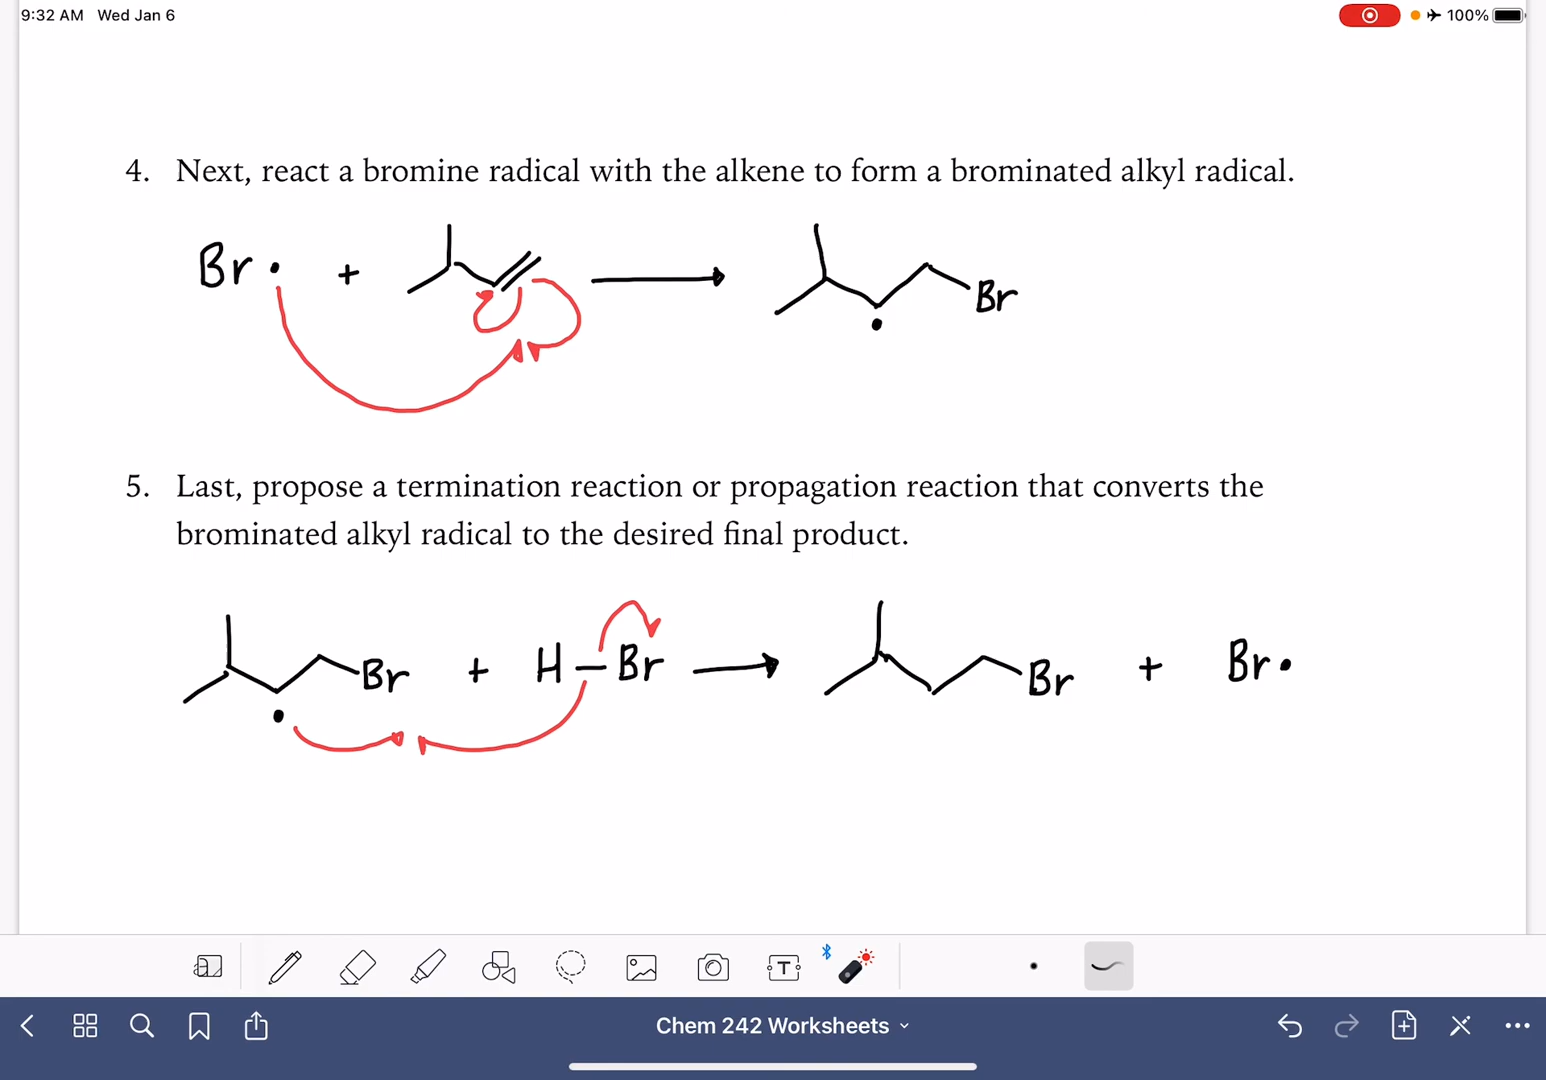 9:32 AM Wed Jan 6
100%
4. Next, react a bromine radical with the alkene to form a brominated alkyl radical.
Br• + → Br
5. Last, propose a termination reaction or propagation reaction that converts the
brominated alkyl radical to the desired final product.
Br + H–Br → Br + Br•
T
Chem 242 Worksheets